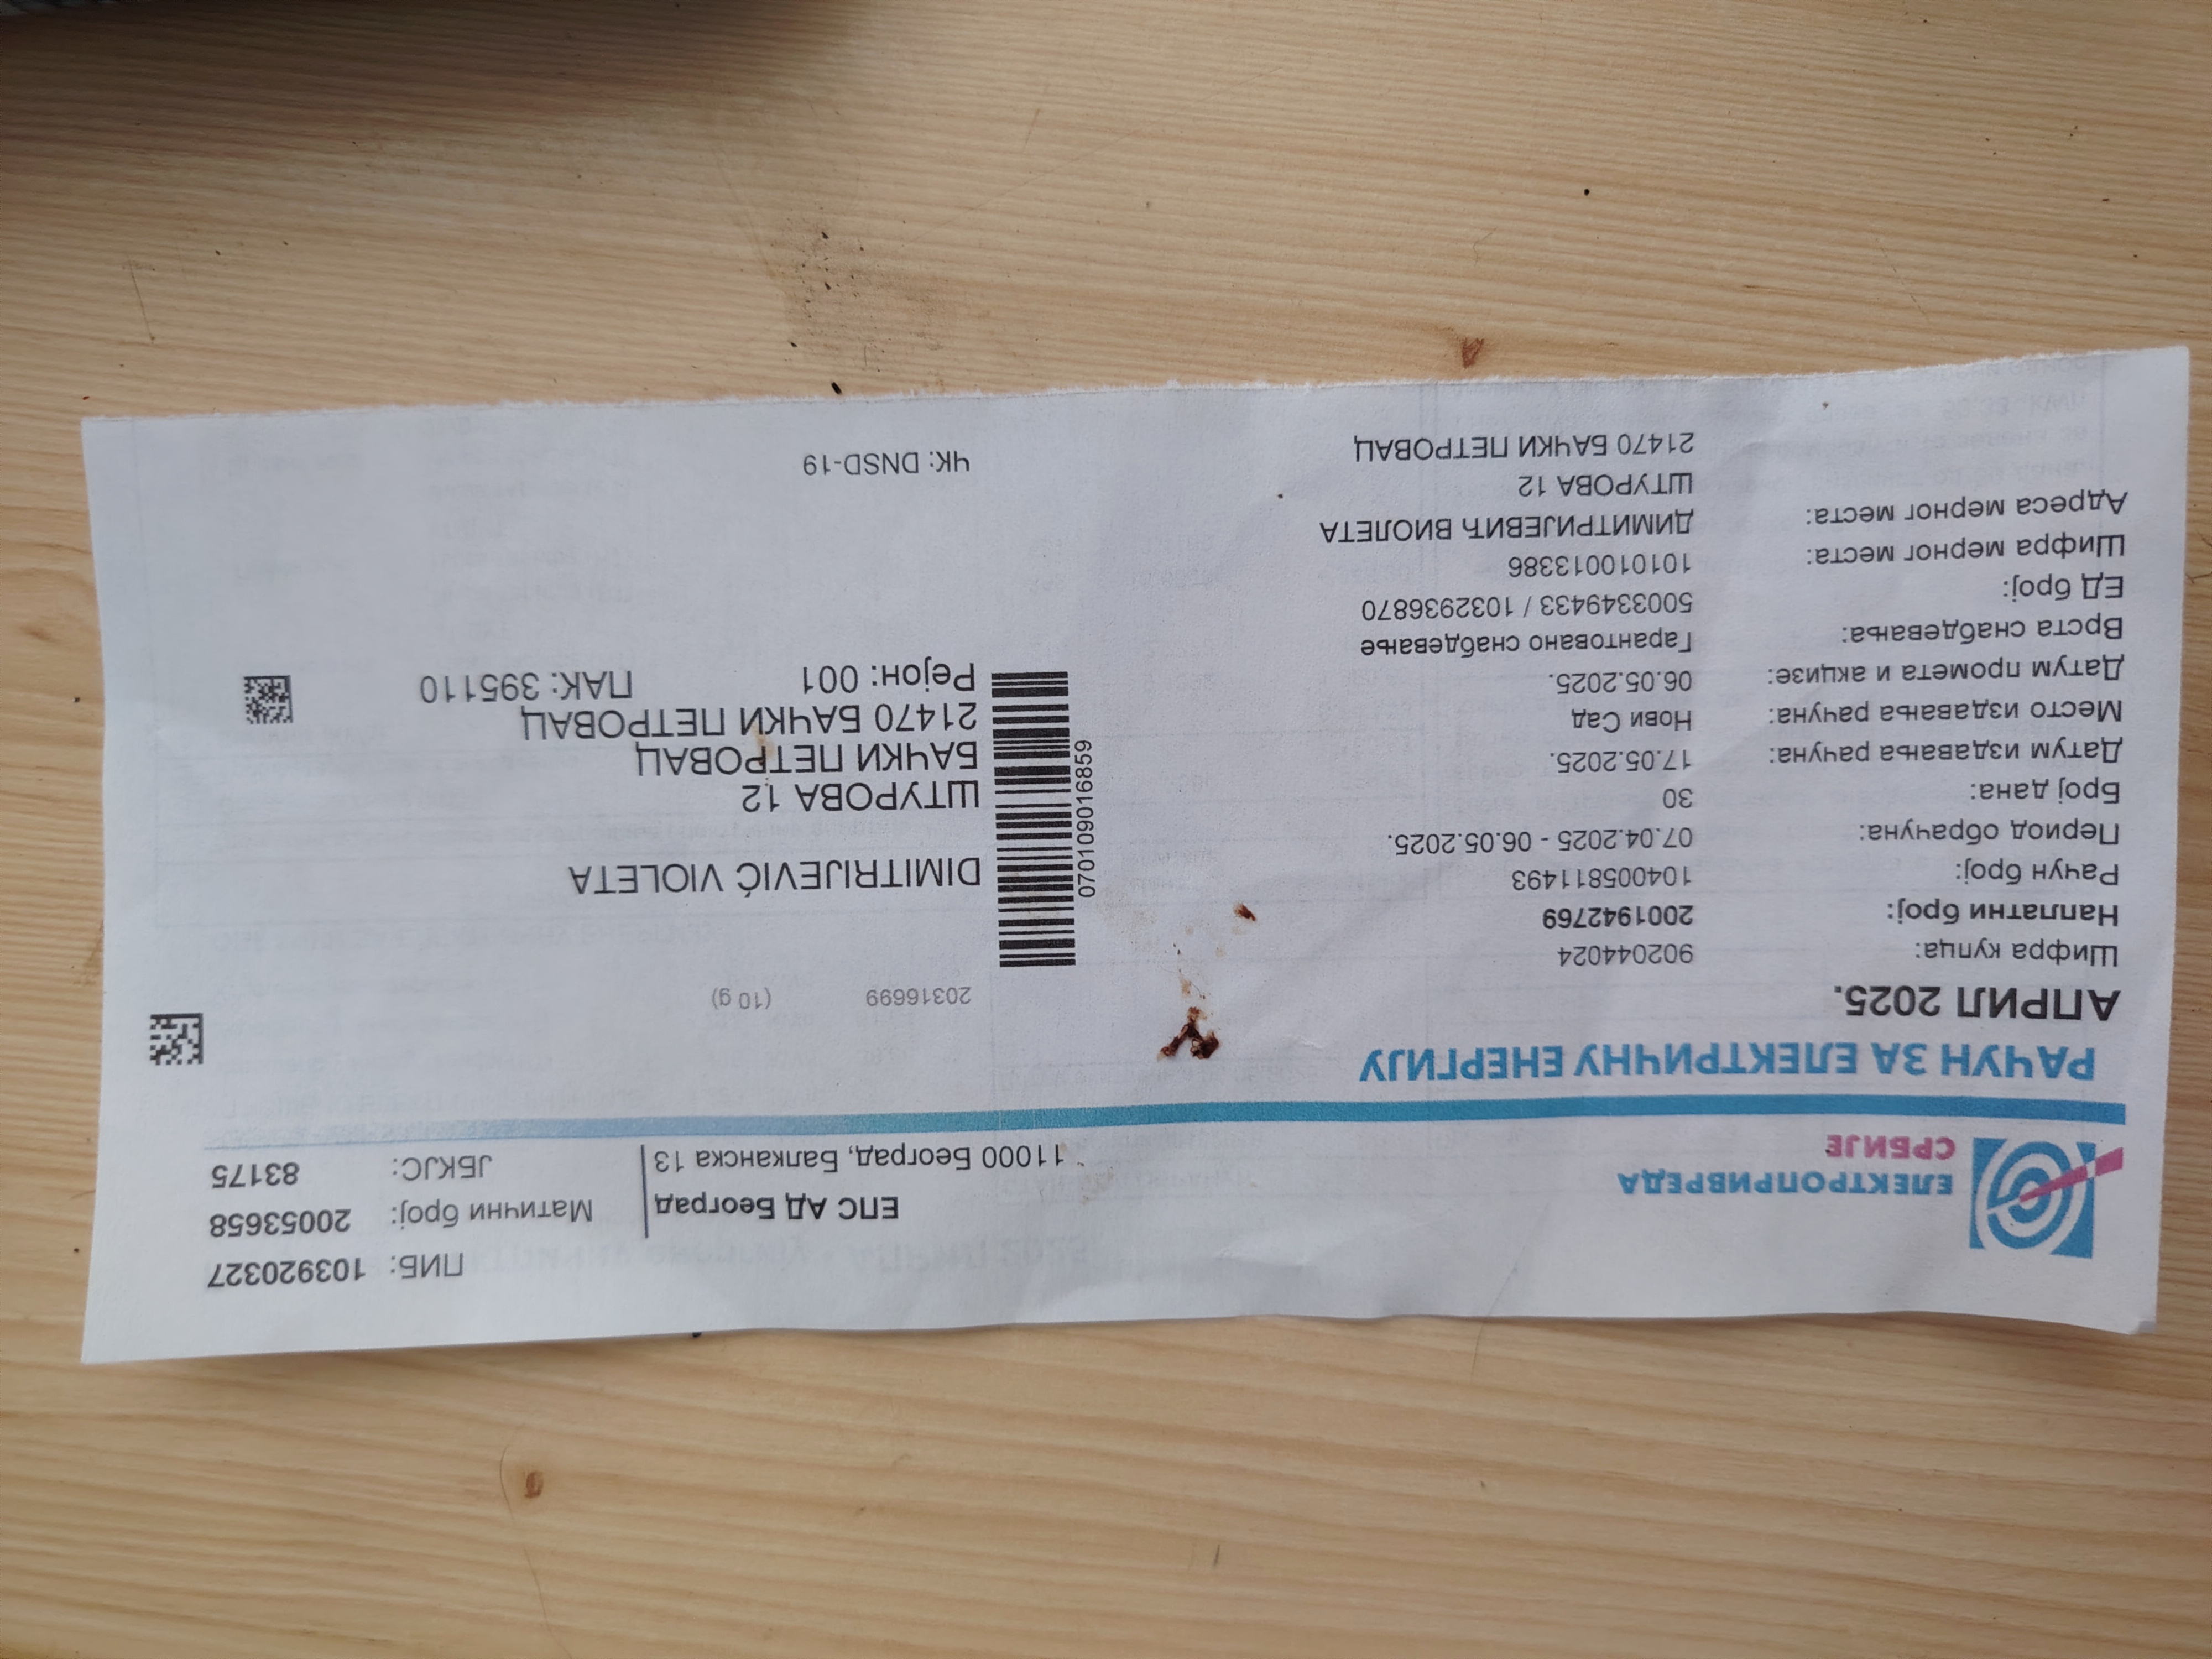 ЕЛЕКТРОПРИВРЕДА
СРБИЈЕ
ЕПС АД Београд
11000 Београд, Балканска 13
ПИБ: 103920327
Матични број: 20053658
ЈБКЈС: 83175
РАЧУН ЗА ЕЛЕКТРИЧНУ ЕНЕРГИЈУ
АПРИЛ 2025.
Шифра купца: 902044024
Наплатни број: 2001942769
Рачун број: 104005811493
Период обрачуна: 07.04.2025 - 06.05.2025.
Број дана: 30
Датум издавања рачуна: 17.05.2025.
Место издавања рачуна: Нови Сад
Датум промета и акцизе: 06.05.2025.
Врста снабдевања: Гарантовано снабдевање
ЕД број: 5003349433 / 1032936870
Шифра мерног места: 101010013386
Адреса мерног места: ДИМИТРИЈЕВИЋ ВИОЛЕТА
ШТУРОВА 12
21470 БАЧКИ ПЕТРОВАЦ
20316699 (10 g)
0701090168​59
DIMITRIJEVIĆ VIOLETA
ШТУРОВА 12
БАЧКИ ПЕТРОВАЦ
21470 БАЧКИ ПЕТРОВАЦ
Рејон: 001 ПАК: 395110
ЧК: DNSD-19